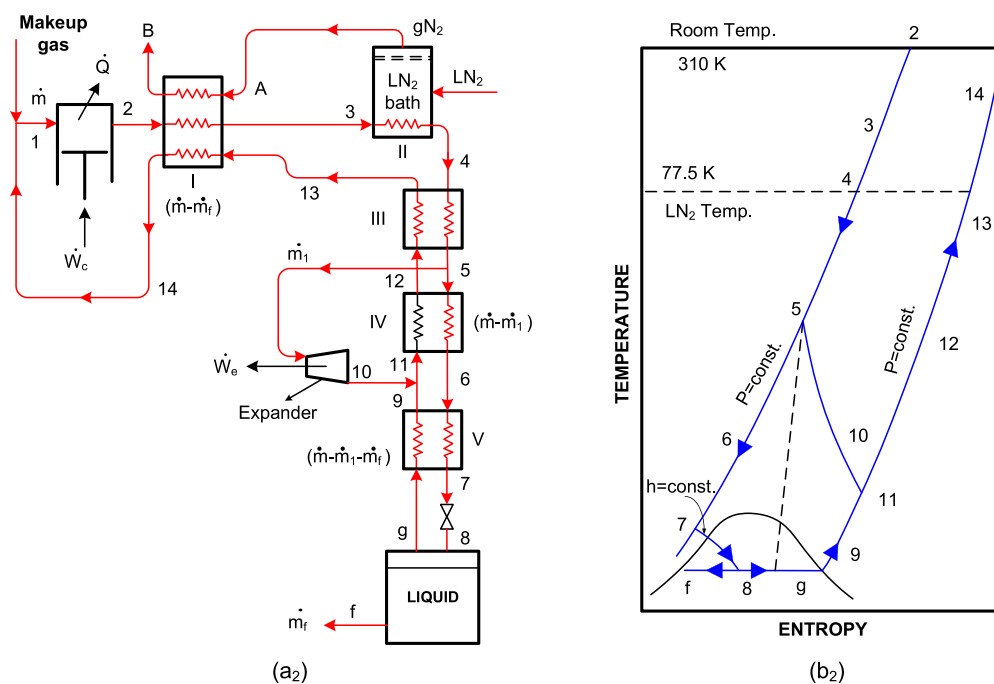 Makeup
gas
B
gN₂
Q̇
A
LN₂
bath
LN₂
ṁ
2
3
1
I
II
4
(ṁ-ṁf)
13
III
Ẇc
ṁ₁
12
5
14
IV
(ṁ-ṁ₁)
Ẇe
10
11
6
Expander
9
V
(ṁ-ṁ₁-ṁf)
7
g
8
LIQUID
ṁf
f
(a₂)
Room Temp.
2
310 K
14
3
77.5 K
4
LN₂ Temp.
13
TEMPERATURE
5
P=const.
P=const.
12
6
10
h=const.
11
7
9
f
8
g
ENTROPY
(b₂)